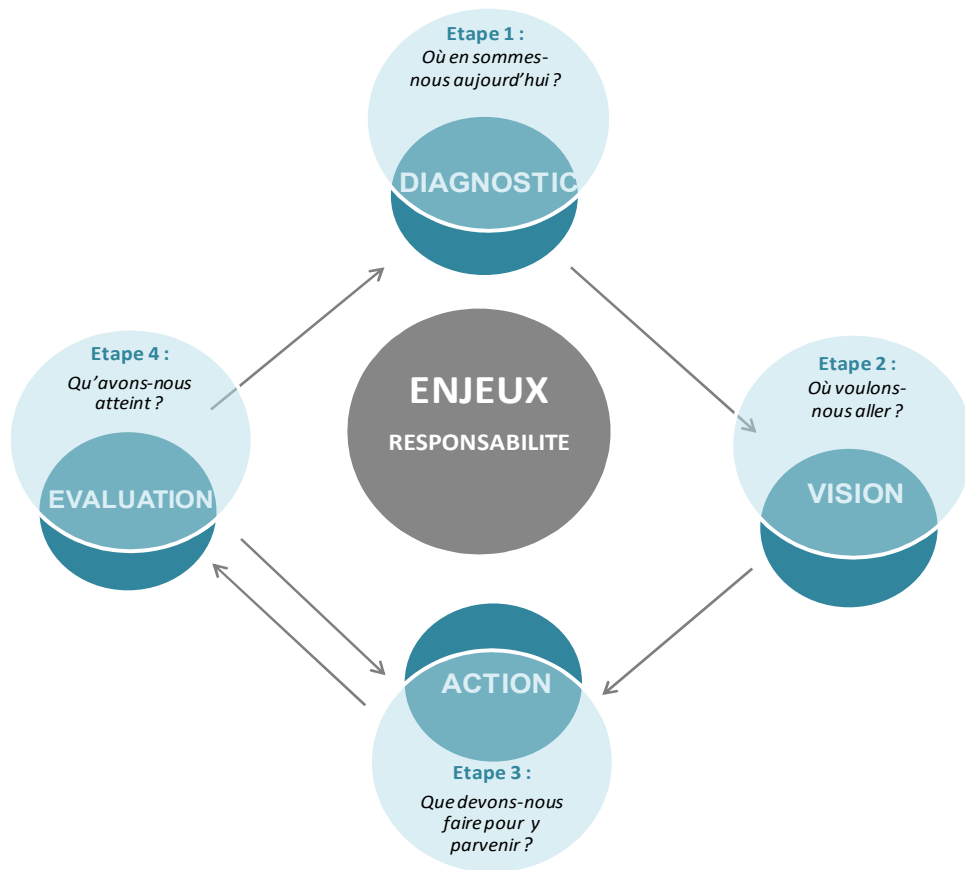 Etape 1 :
Où en sommes-
nous aujourd'hui ?
DIAGNOSTIC
Etape 4 :
Qu'avons-nous
atteint ?
EVALUATION
ENJEUX
RESPONSABILITE
Etape 2 :
Où voulons-
nous aller ?
VISION
ACTION
Etape 3 :
Que devons-nous
faire pour y
parvenir ?